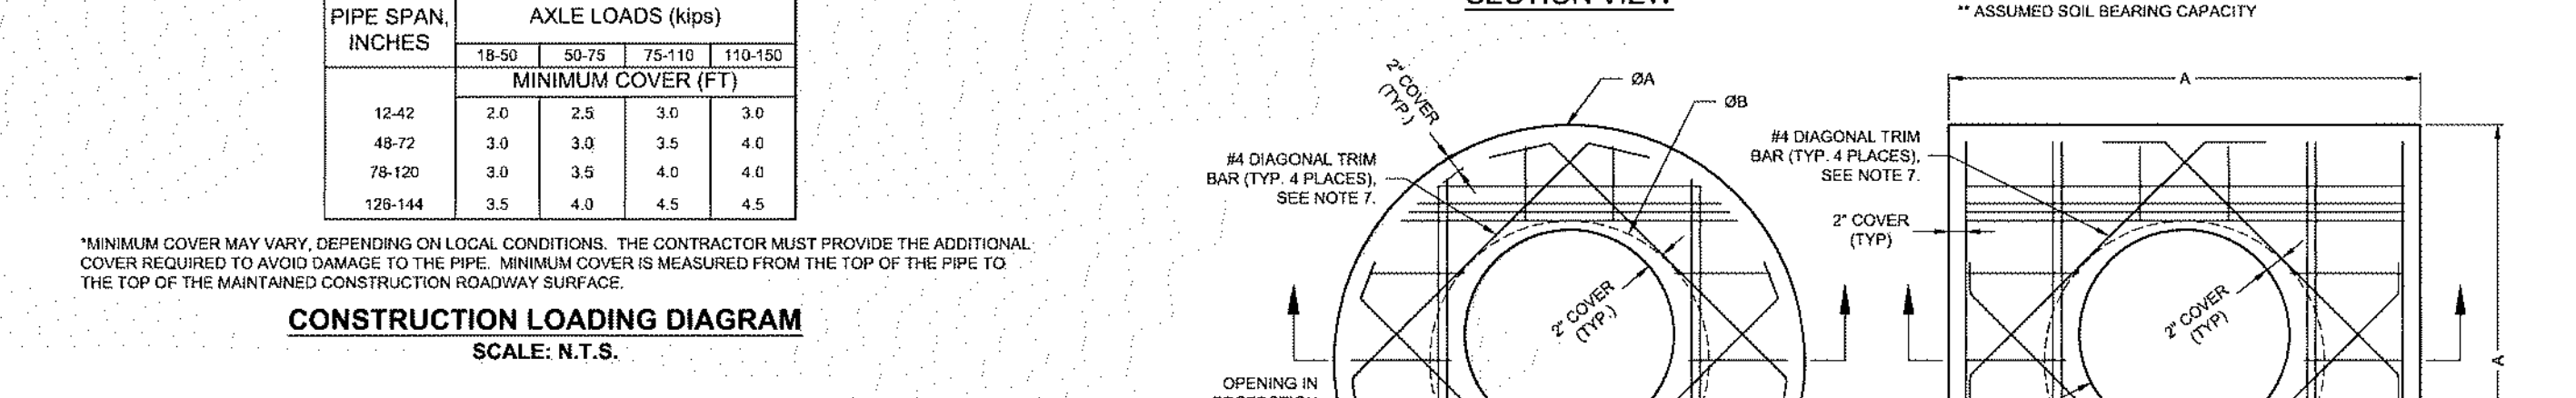 PIPE SPAN,
INCHES
AXLE LOADS (kips)
18-50 50-75 75-110 110-150
MINIMUM COVER (FT)
12-42 2.0 2.5 3.0 3.0
48-72 3.0 3.0 3.5 4.0
78-120 3.0 3.5 4.0 4.0
126-144 3.5 4.0 4.5 4.5
*MINIMUM COVER MAY VARY, DEPENDING ON LOCAL CONDITIONS. THE CONTRACTOR MUST PROVIDE THE ADDITIONAL
COVER REQUIRED TO AVOID DAMAGE TO THE PIPE. MINIMUM COVER IS MEASURED FROM THE TOP OF THE PIPE TO
THE TOP OF THE MAINTAINED CONSTRUCTION ROADWAY SURFACE.
CONSTRUCTION LOADING DIAGRAM
SCALE: N.T.S.
SECTION VIEW
** ASSUMED SOIL BEARING CAPACITY
2" COVER
(TYP.)
ØA
ØB
#4 DIAGONAL TRIM
BAR (TYP. 4 PLACES),
SEE NOTE 7.
2" COVER
(TYP.)
OPENING IN
A
#4 DIAGONAL TRIM
BAR (TYP. 4 PLACES),
SEE NOTE 7.
2" COVER
(TYP)
2" COVER
(TYP)
A